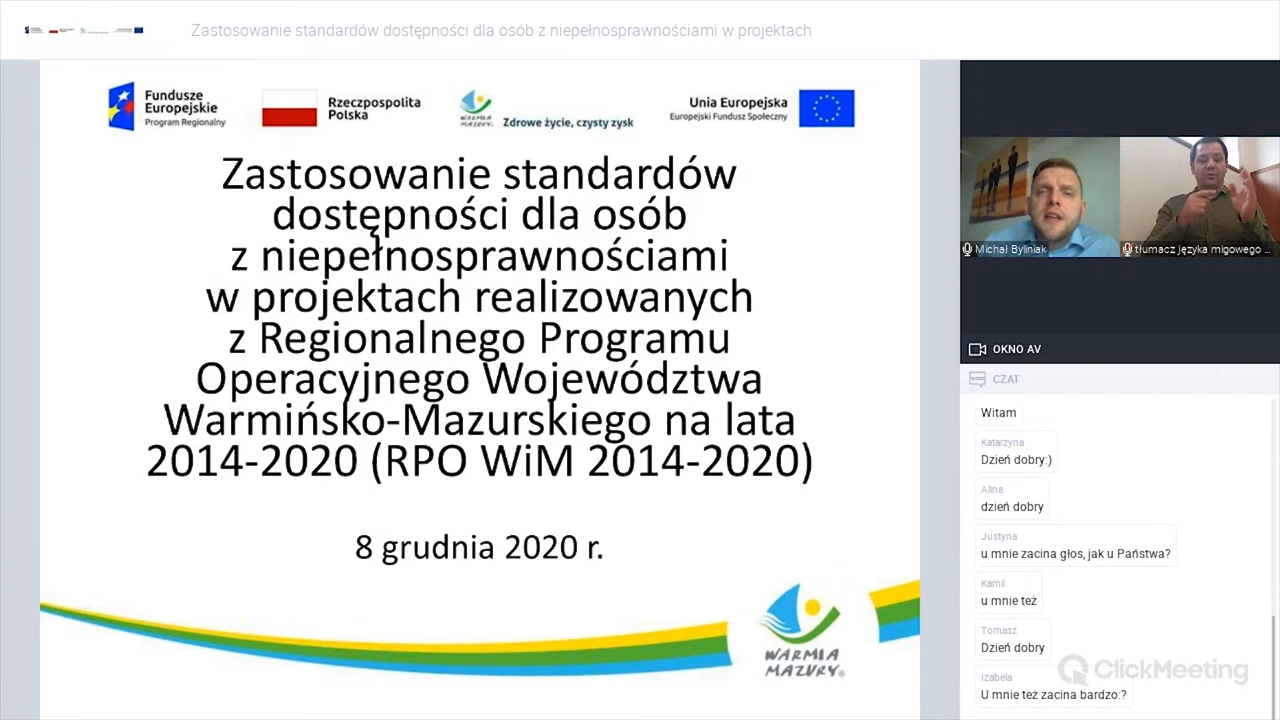 Zastosowanie standardów dostępności dla osób z niepełnosprawnościami w projektach
Fundusze
Europejskie
Program Regionalny
Rzeczpospolita
Polska
WARMIA
MAZURY
Zdrowe życie, czysty zysk
Unia Europejska
Europejski Fundusz Społeczny
Zastosowanie standardów
dostępności dla osób
z niepełnosprawnościami
w projektach realizowanych
z Regionalnego Programu
Operacyjnego Województwa
Warmińsko-Mazurskiego na lata
2014-2020 (RPO WiM 2014-2020)
8 grudnia 2020 r.
WARMIA
MAZURY®
Michał Byliniak
tłumacz języka migowego ...
OKNO AV
CZAT
Witam
Katarzyna
Dzień dobry:)
Alina
dzień dobry
Justyna
u mnie zacina głos, jak u Państwa?
Kamil
u mnie też
Tomasz
Dzień dobry
Izabela
U mnie też zacina bardzo:?
ClickMeeting